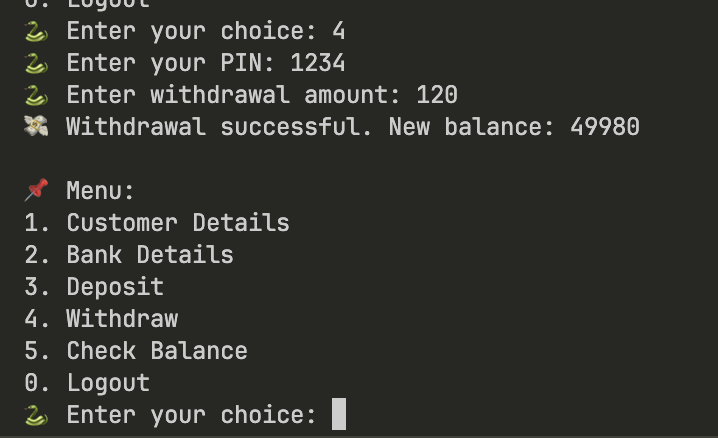 0. Logout
🐍 Enter your choice: 4
🐍 Enter your PIN: 1234
🐍 Enter withdrawal amount: 120
💸 Withdrawal successful. New balance: 49980
📌 Menu:
1. Customer Details
2. Bank Details
3. Deposit
4. Withdraw
5. Check Balance
0. Logout
🐍 Enter your choice: